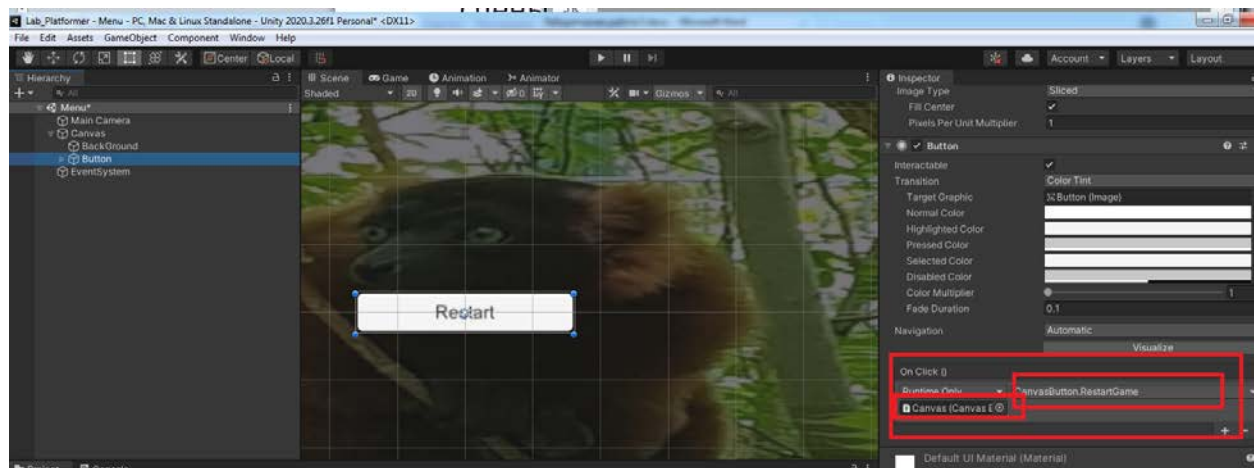 Lab_Platformer - Menu - PC, Mac & Linux Standalone - Unity 2020.3.26f1 Personal* <DX11>
File Edit Assets GameObject Component Window Help
Center Local Account Layers Layout
Hierarchy
All
Menu*
Main Camera
Canvas
BackGround
Button
EventSystem
Scene Game Animation Animator
Shaded 2D 0 Gizmos All
Restart
Inspector
Image Type Sliced
Fill Center
Pixels Per Unit Multiplier 1
Button
Interactable
Transition Color Tint
Target Graphic Button (Image)
Normal Color
Highlighted Color
Pressed Color
Selected Color
Disabled Color
Color Multiplier 1
Fade Duration 0.1
Navigation Automatic
Visualize
On Click ()
Runtime Only CanvasButton.RestartGame
Canvas (Canvas
Default UI Material (Material)